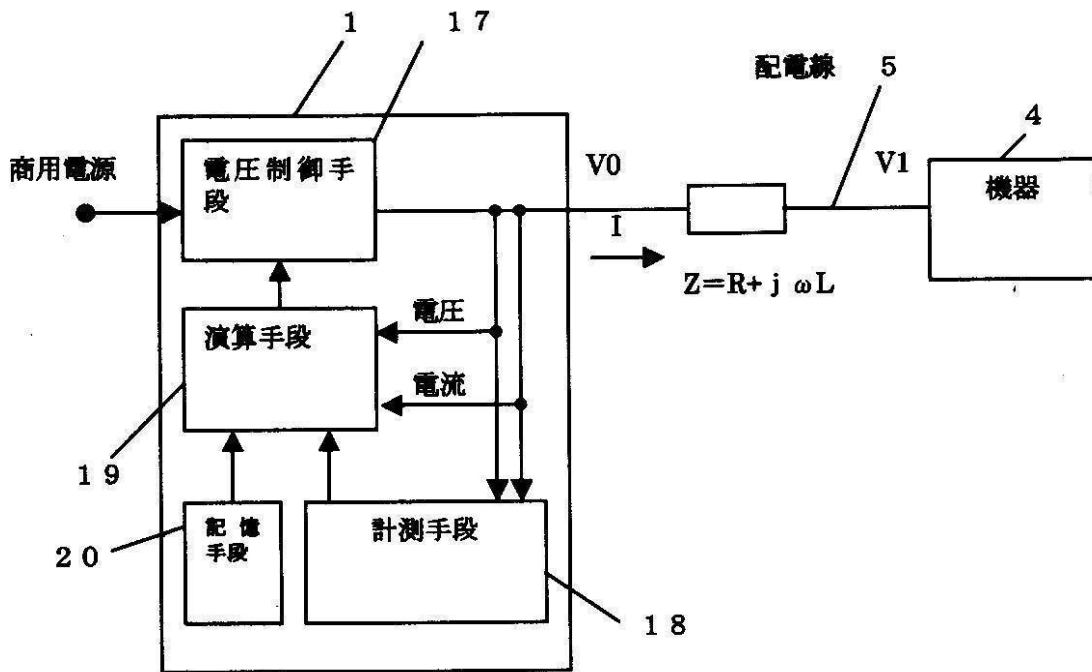 1
17
配電線
5
4
商用電源
電圧制御手
段
V0
V1
機器
I
Z=R+jωL
電圧
演算手段
電流
19
記憶
手段
計測手段
20
18